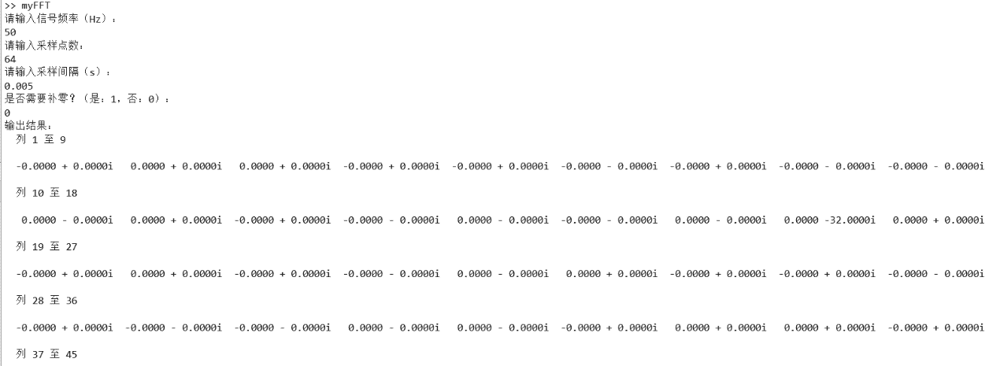 >> myFFT
请输入信号频率（Hz）：
50
请输入采样点数：
64
请输入采样间隔（s）：
0.005
是否需要补零？（是：1，否：0）：
0
输出结果：
列 1 至 9
-0.0000 + 0.0000i 0.0000 + 0.0000i 0.0000 + 0.0000i -0.0000 + 0.0000i -0.0000 + 0.0000i -0.0000 - 0.0000i -0.0000 + 0.0000i -0.0000 - 0.0000i -0.0000 - 0.0000i
列 10 至 18
0.0000 - 0.0000i 0.0000 + 0.0000i -0.0000 + 0.0000i -0.0000 - 0.0000i 0.0000 - 0.0000i -0.0000 - 0.0000i 0.0000 - 0.0000i 0.0000 -32.0000i 0.0000 + 0.0000i
列 19 至 27
-0.0000 + 0.0000i 0.0000 + 0.0000i -0.0000 + 0.0000i -0.0000 - 0.0000i 0.0000 - 0.0000i 0.0000 + 0.0000i -0.0000 + 0.0000i -0.0000 + 0.0000i -0.0000 - 0.0000i
列 28 至 36
-0.0000 + 0.0000i -0.0000 - 0.0000i -0.0000 - 0.0000i 0.0000 - 0.0000i 0.0000 - 0.0000i -0.0000 + 0.0000i 0.0000 + 0.0000i 0.0000 + 0.0000i -0.0000 + 0.0000i
列 37 至 45